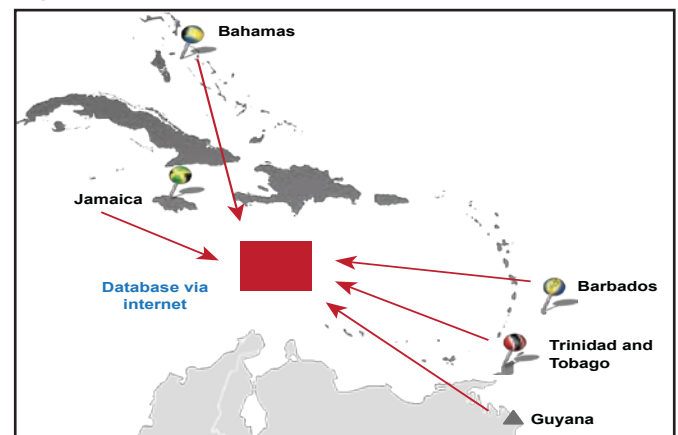 Bahamas
Jamaica
Database via
internet
Barbados
Trinidad and
Tobago
Guyana